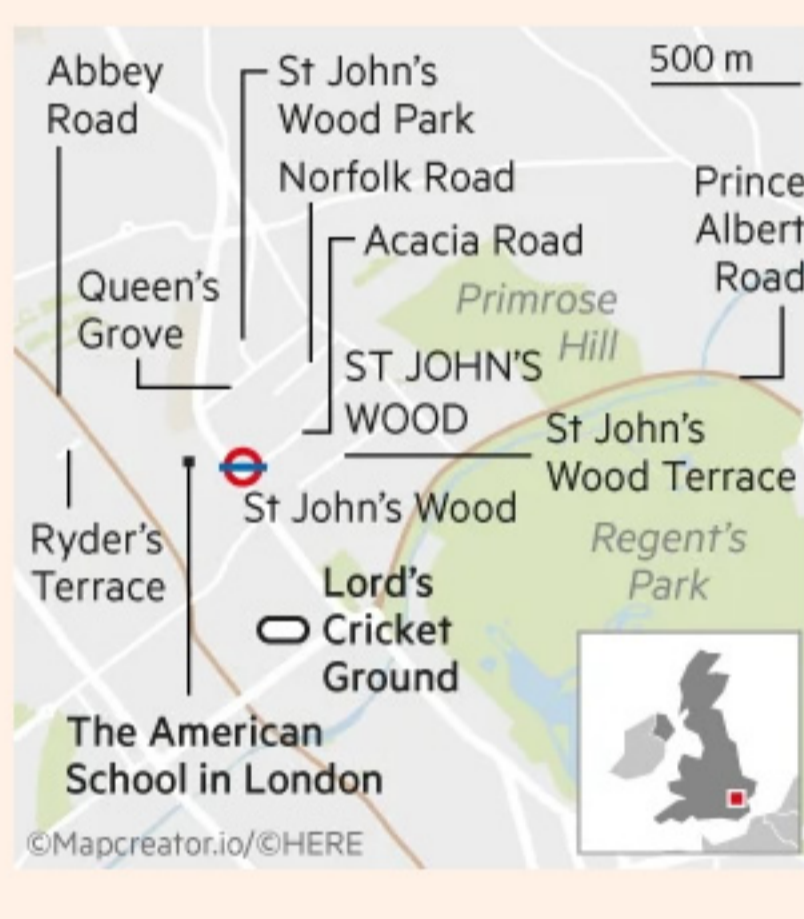 Abbey
Road
St John's
Wood Park
500 m
Norfolk Road
Prince
Albert
Road
Acacia Road
Queen's
Grove
Primrose
Hill
ST JOHN'S
WOOD
St John's
Wood Terrace
St John's Wood
Ryder's
Terrace
Regent's
Park
Lord's
Cricket
Ground
The American
School in London
©Mapcreator.io/©HERE